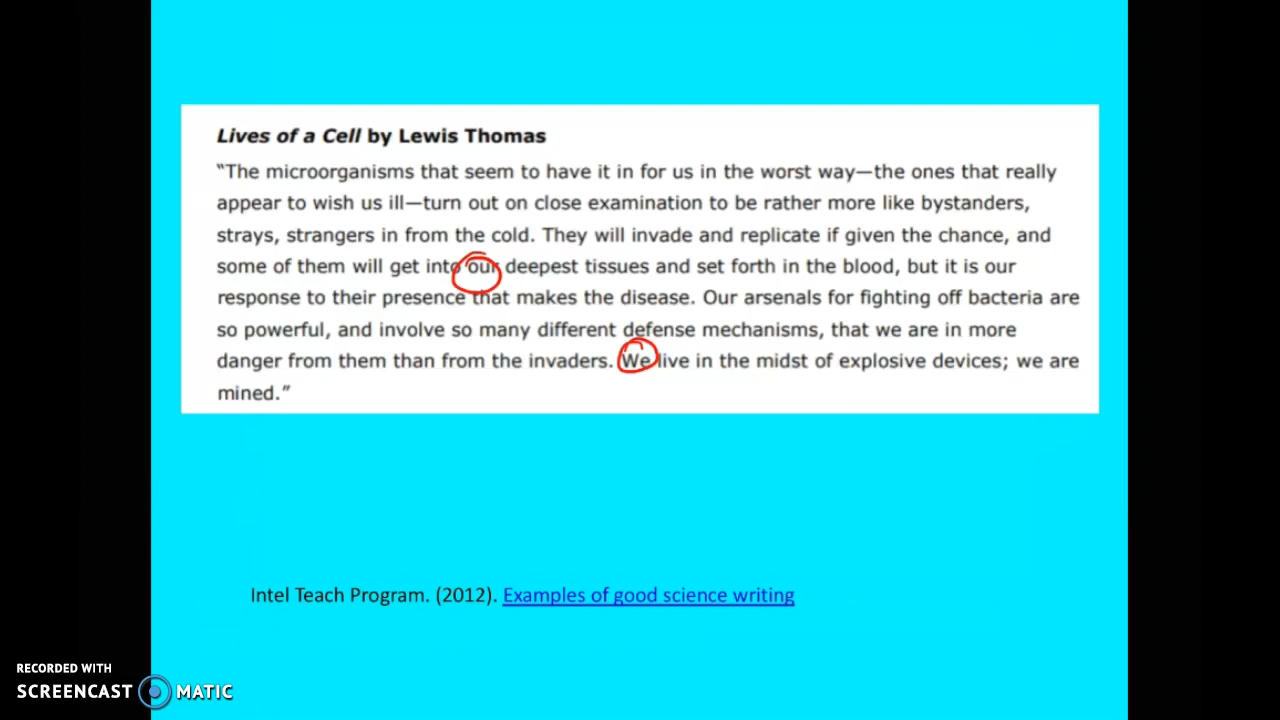 Lives of a Cell by Lewis Thomas
“The microorganisms that seem to have it in for us in the worst way—the ones that really
appear to wish us ill—turn out on close examination to be rather more like bystanders,
strays, strangers in from the cold. They will invade and replicate if given the chance, and
some of them will get into our deepest tissues and set forth in the blood, but it is our
response to their presence that makes the disease. Our arsenals for fighting off bacteria are
so powerful, and involve so many different defense mechanisms, that we are in more
danger from them than from the invaders. We live in the midst of explosive devices; we are
mined.”
Intel Teach Program. (2012). Examples of good science writing
RECORDED WITH
SCREENCAST MATIC